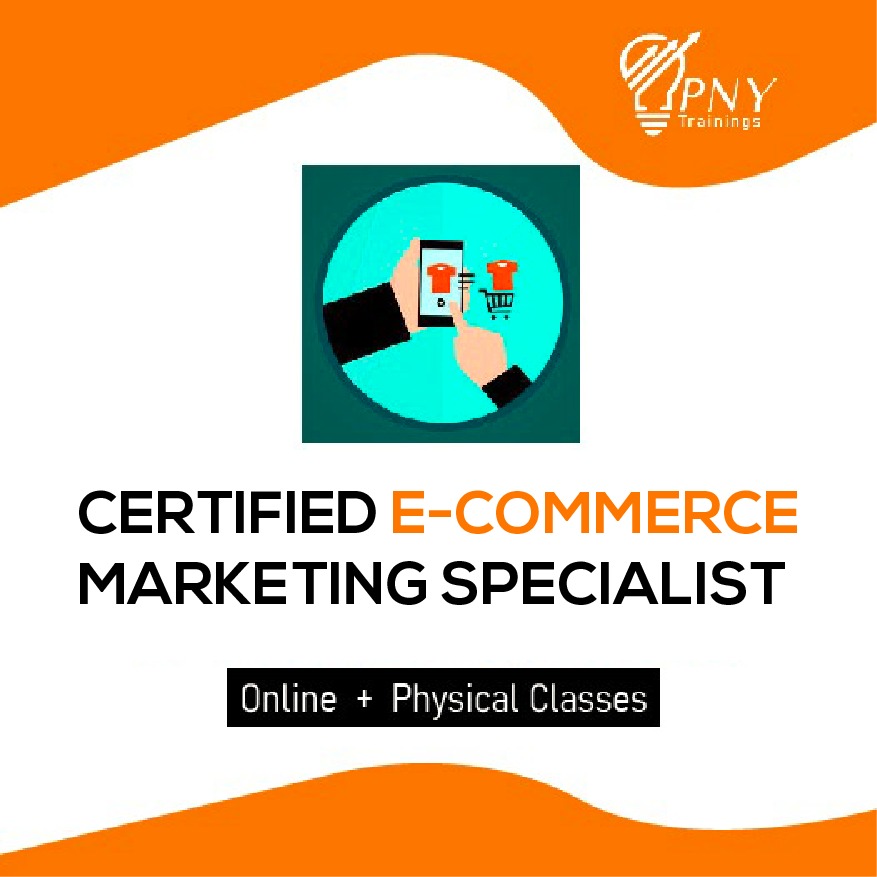 PNY
Trainings
CERTIFIED E-COMMERCE
MARKETING SPECIALIST
Online + Physical Classes